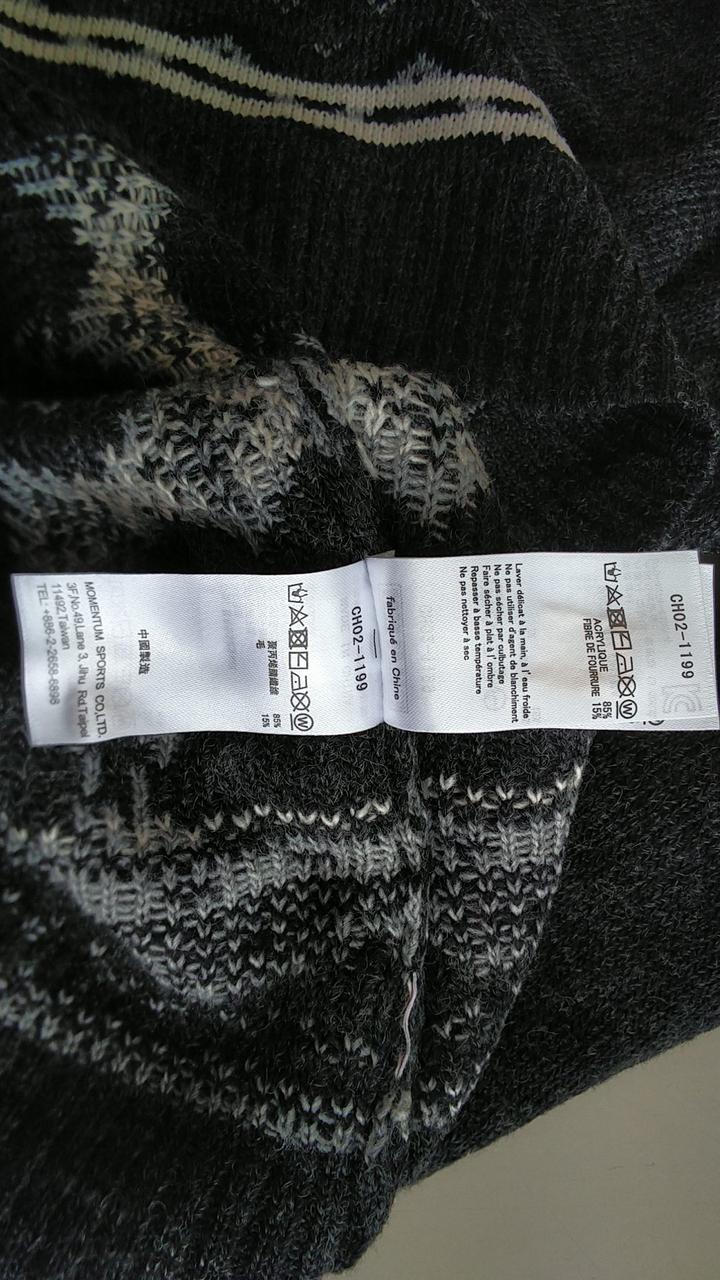 CH02-1199
ACRYLIQUE 85%
FIBRE DE FOURRURE 15%
Laver délicat à la main, à l' eau froide
Ne pas utiliser d'agent de blanchiment
Ne pas sécher par culbutage
Faire sécher à plat à l' ombre
Repasser à basse température
Ne pas nettoyer à sec
fabriqué en Chine
CH02-1199
聚丙烯腈纖維 85%
毛 15%
中國製造
MOMENTUM SPORTS CO,LTD.
3F,No.49,Lane 3, Jihu Rd,Taipei
11492,Taiwan
TEL: +886-2-2658-6898